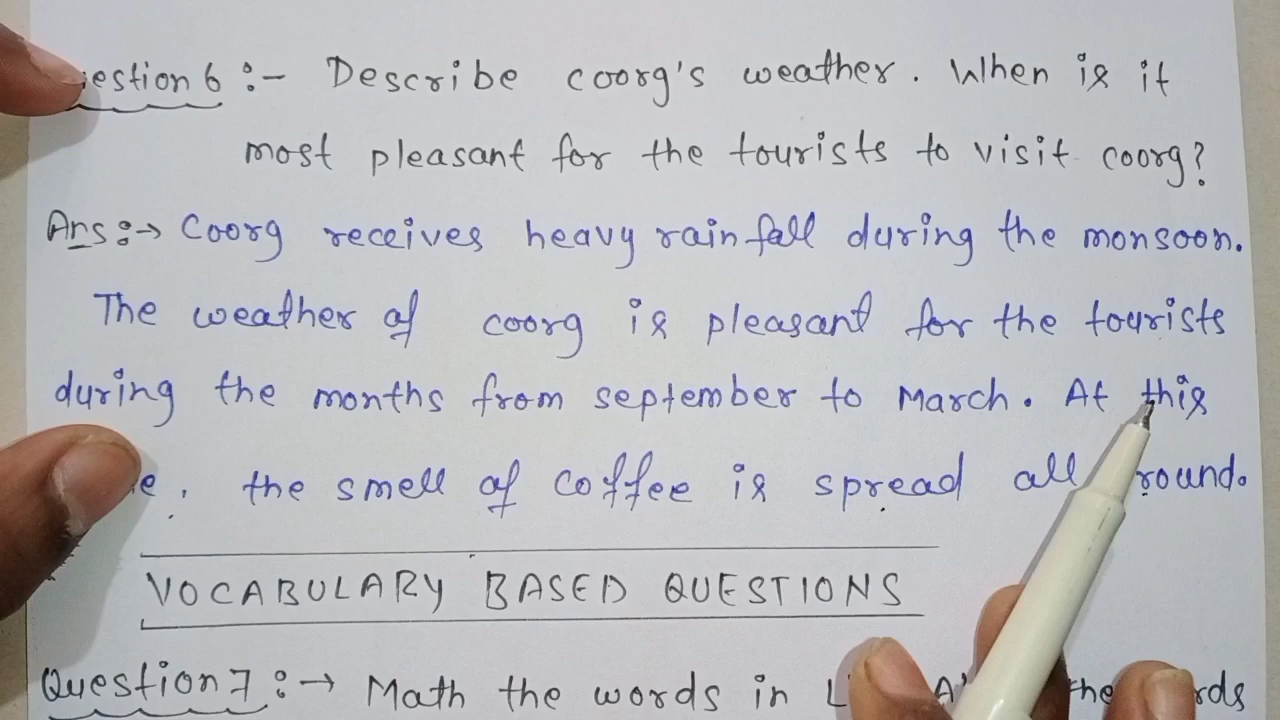 estion 6 :- Describe coorg's weather. When is it
most pleasant for the tourists to visit coorg?
Ans :→ Coorg receives heavy rainfall during the monsoon.
The weather of coorg is pleasant for the tourists
during the months from september to March. At this
the smell of coffee is spread all round.
VOCABULARY BASED QUESTIONS
Question 7 :→ Math the words in